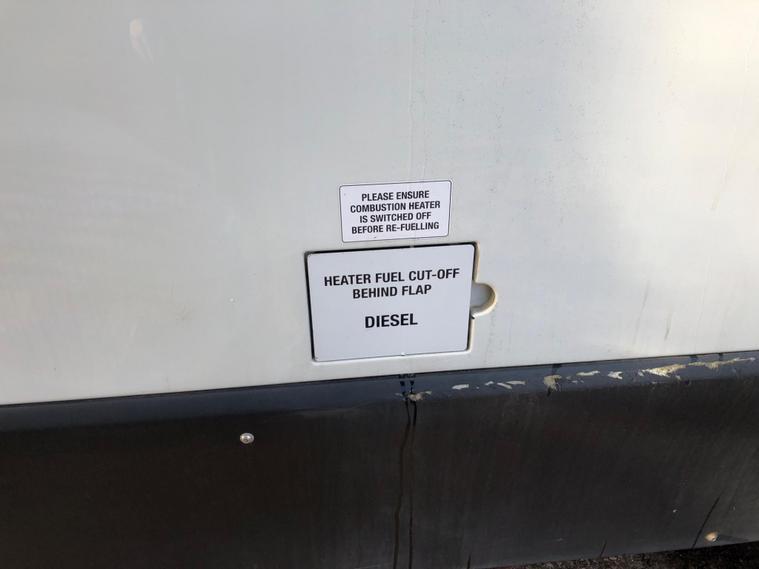 PLEASE ENSURE
COMBUSTION HEATER
IS SWITCHED OFF
BEFORE RE-FUELLING
HEATER FUEL CUT-OFF
BEHIND FLAP
DIESEL